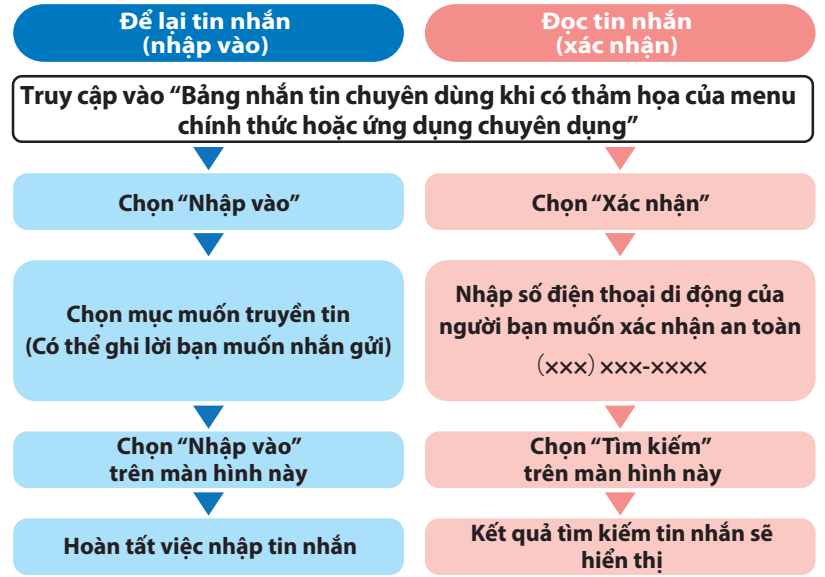 Để lại tin nhắn
(nhập vào)
Đọc tin nhắn
(xác nhận)
Truy cập vào “Bảng nhắn tin chuyên dùng khi có thảm họa của menu
chính thức hoặc ứng dụng chuyên dụng”
Chọn “Nhập vào”
Chọn mục muốn truyền tin
(Có thể ghi lời bạn muốn nhắn gửi)
Chọn “Nhập vào”
trên màn hình này
Hoàn tất việc nhập tin nhắn
Chọn “Xác nhận”
Nhập số điện thoại di động của
người bạn muốn xác nhận an toàn
（xxx）xxx-xxxx
Chọn “Tìm kiếm”
trên màn hình này
Kết quả tìm kiếm tin nhắn sẽ
hiển thị